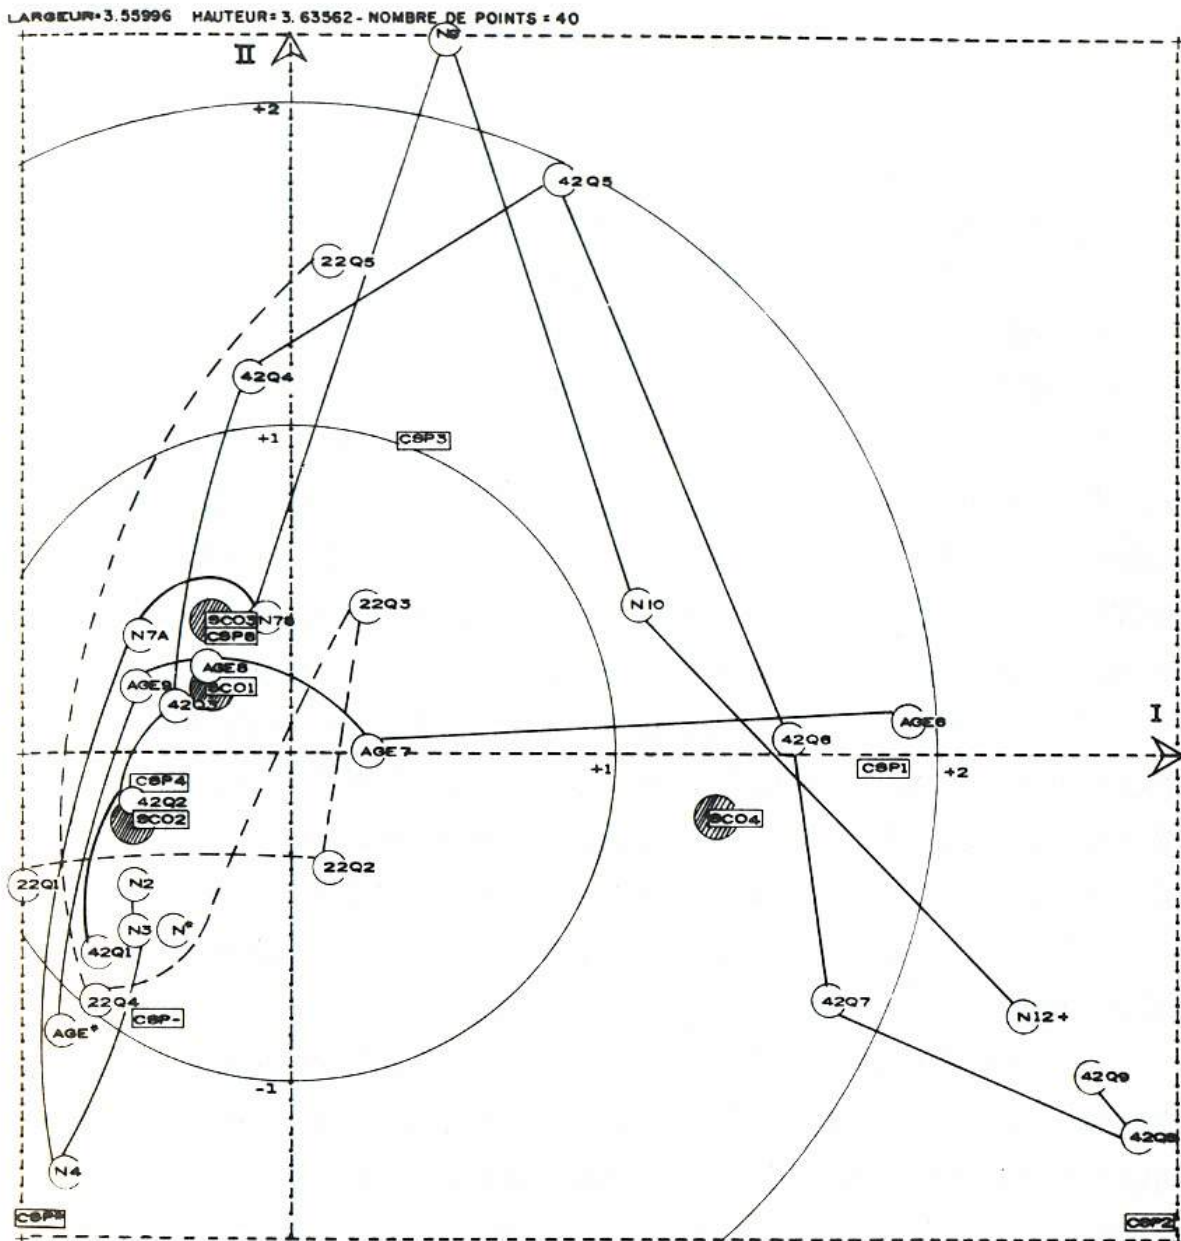 LARGEUR=3.55996 HAUTEUR=3.63562-NOMBRE DE POINTS=40
II
+2
42Q5
22Q5
42Q4
+1
CSP3
22Q3
N10
SCO3
N7A
CSP6
AGE8
AGE9
SCO1
42Q3
AGE6
I
42Q6
AGE7
+1
CSP1
+2
CSP4
42Q2
SCO2
SCO4
22Q2
22Q1
N2
N3
N*
42Q1
22Q4
CSP-
42Q7
N12+
AGE*
42Q9
-1
42Q8
N4
CSP2